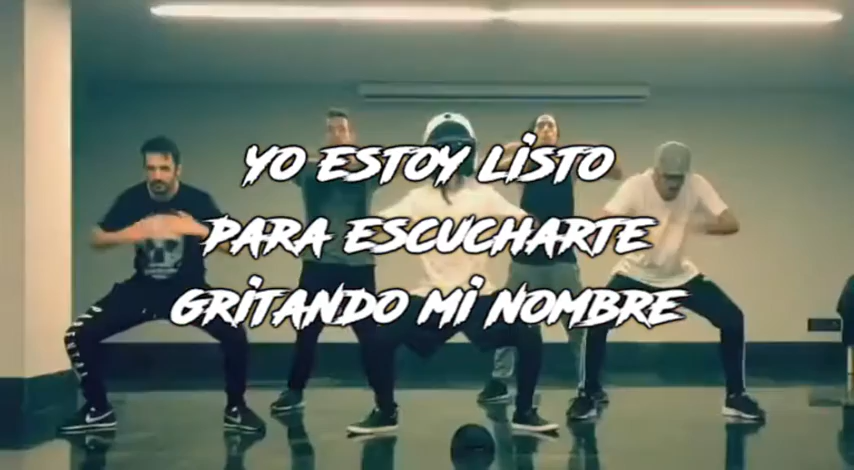 YO ESTOY LISTO
PARA ESCUCHARTE
GRITANDO MI NOMBRE